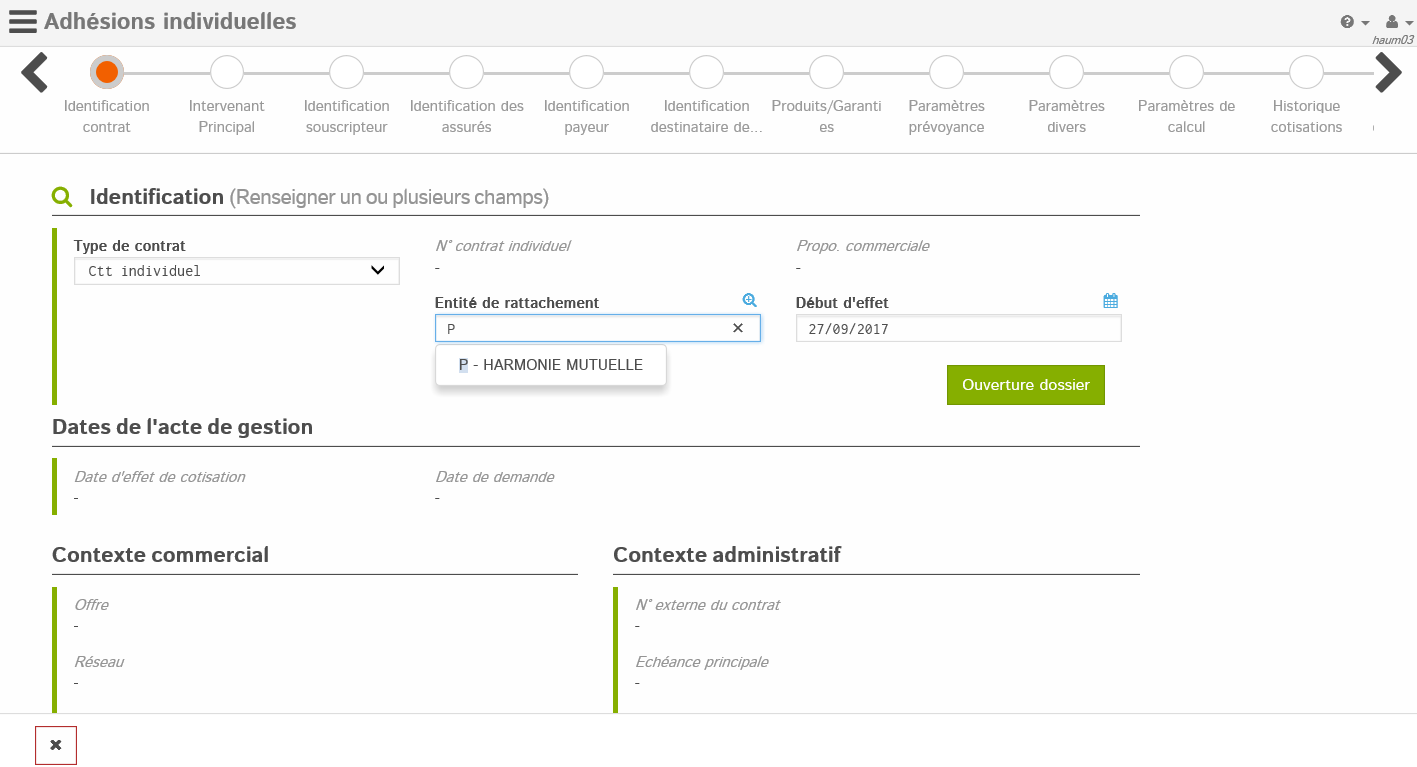 Adhésions individuelles
haum03
Identification contrat
Intervenant Principal
Identification souscripteur
Identification des assurés
Identification payeur
Identification destinataire de...
Produits/Garanties
Paramètres prévoyance
Paramètres divers
Paramètres de calcul
Historique cotisations
Identification (Renseigner un ou plusieurs champs)
Type de contrat
Ctt individuel
N° contrat individuel
-
Propo. commerciale
-
Entité de rattachement
P
P - HARMONIE MUTUELLE
Début d'effet
27/09/2017
Ouverture dossier
Dates de l'acte de gestion
Date d'effet de cotisation
-
Date de demande
-
Contexte commercial
Offre
-
Réseau
-
Contexte administratif
N° externe du contrat
-
Echéance principale
-